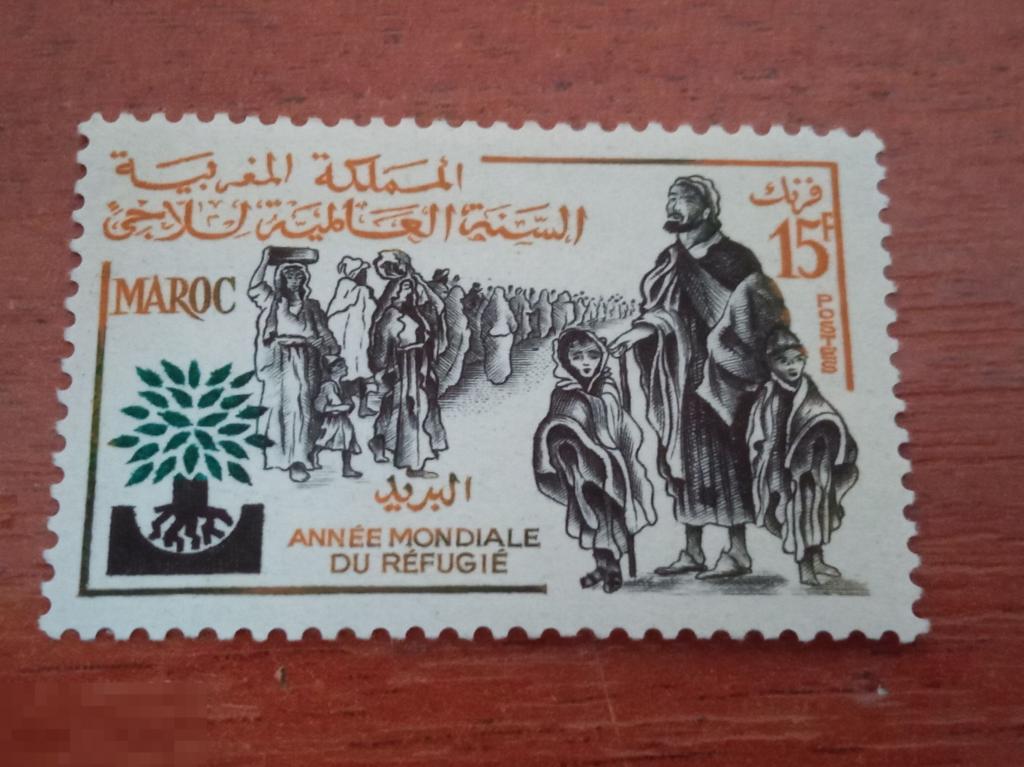 المملكة المغربية
السنة العالمية للاجئ
فرنك
15F
POSTES
MAROC
البريد
ANNÉE MONDIALE
DU RÉFUGIÉ